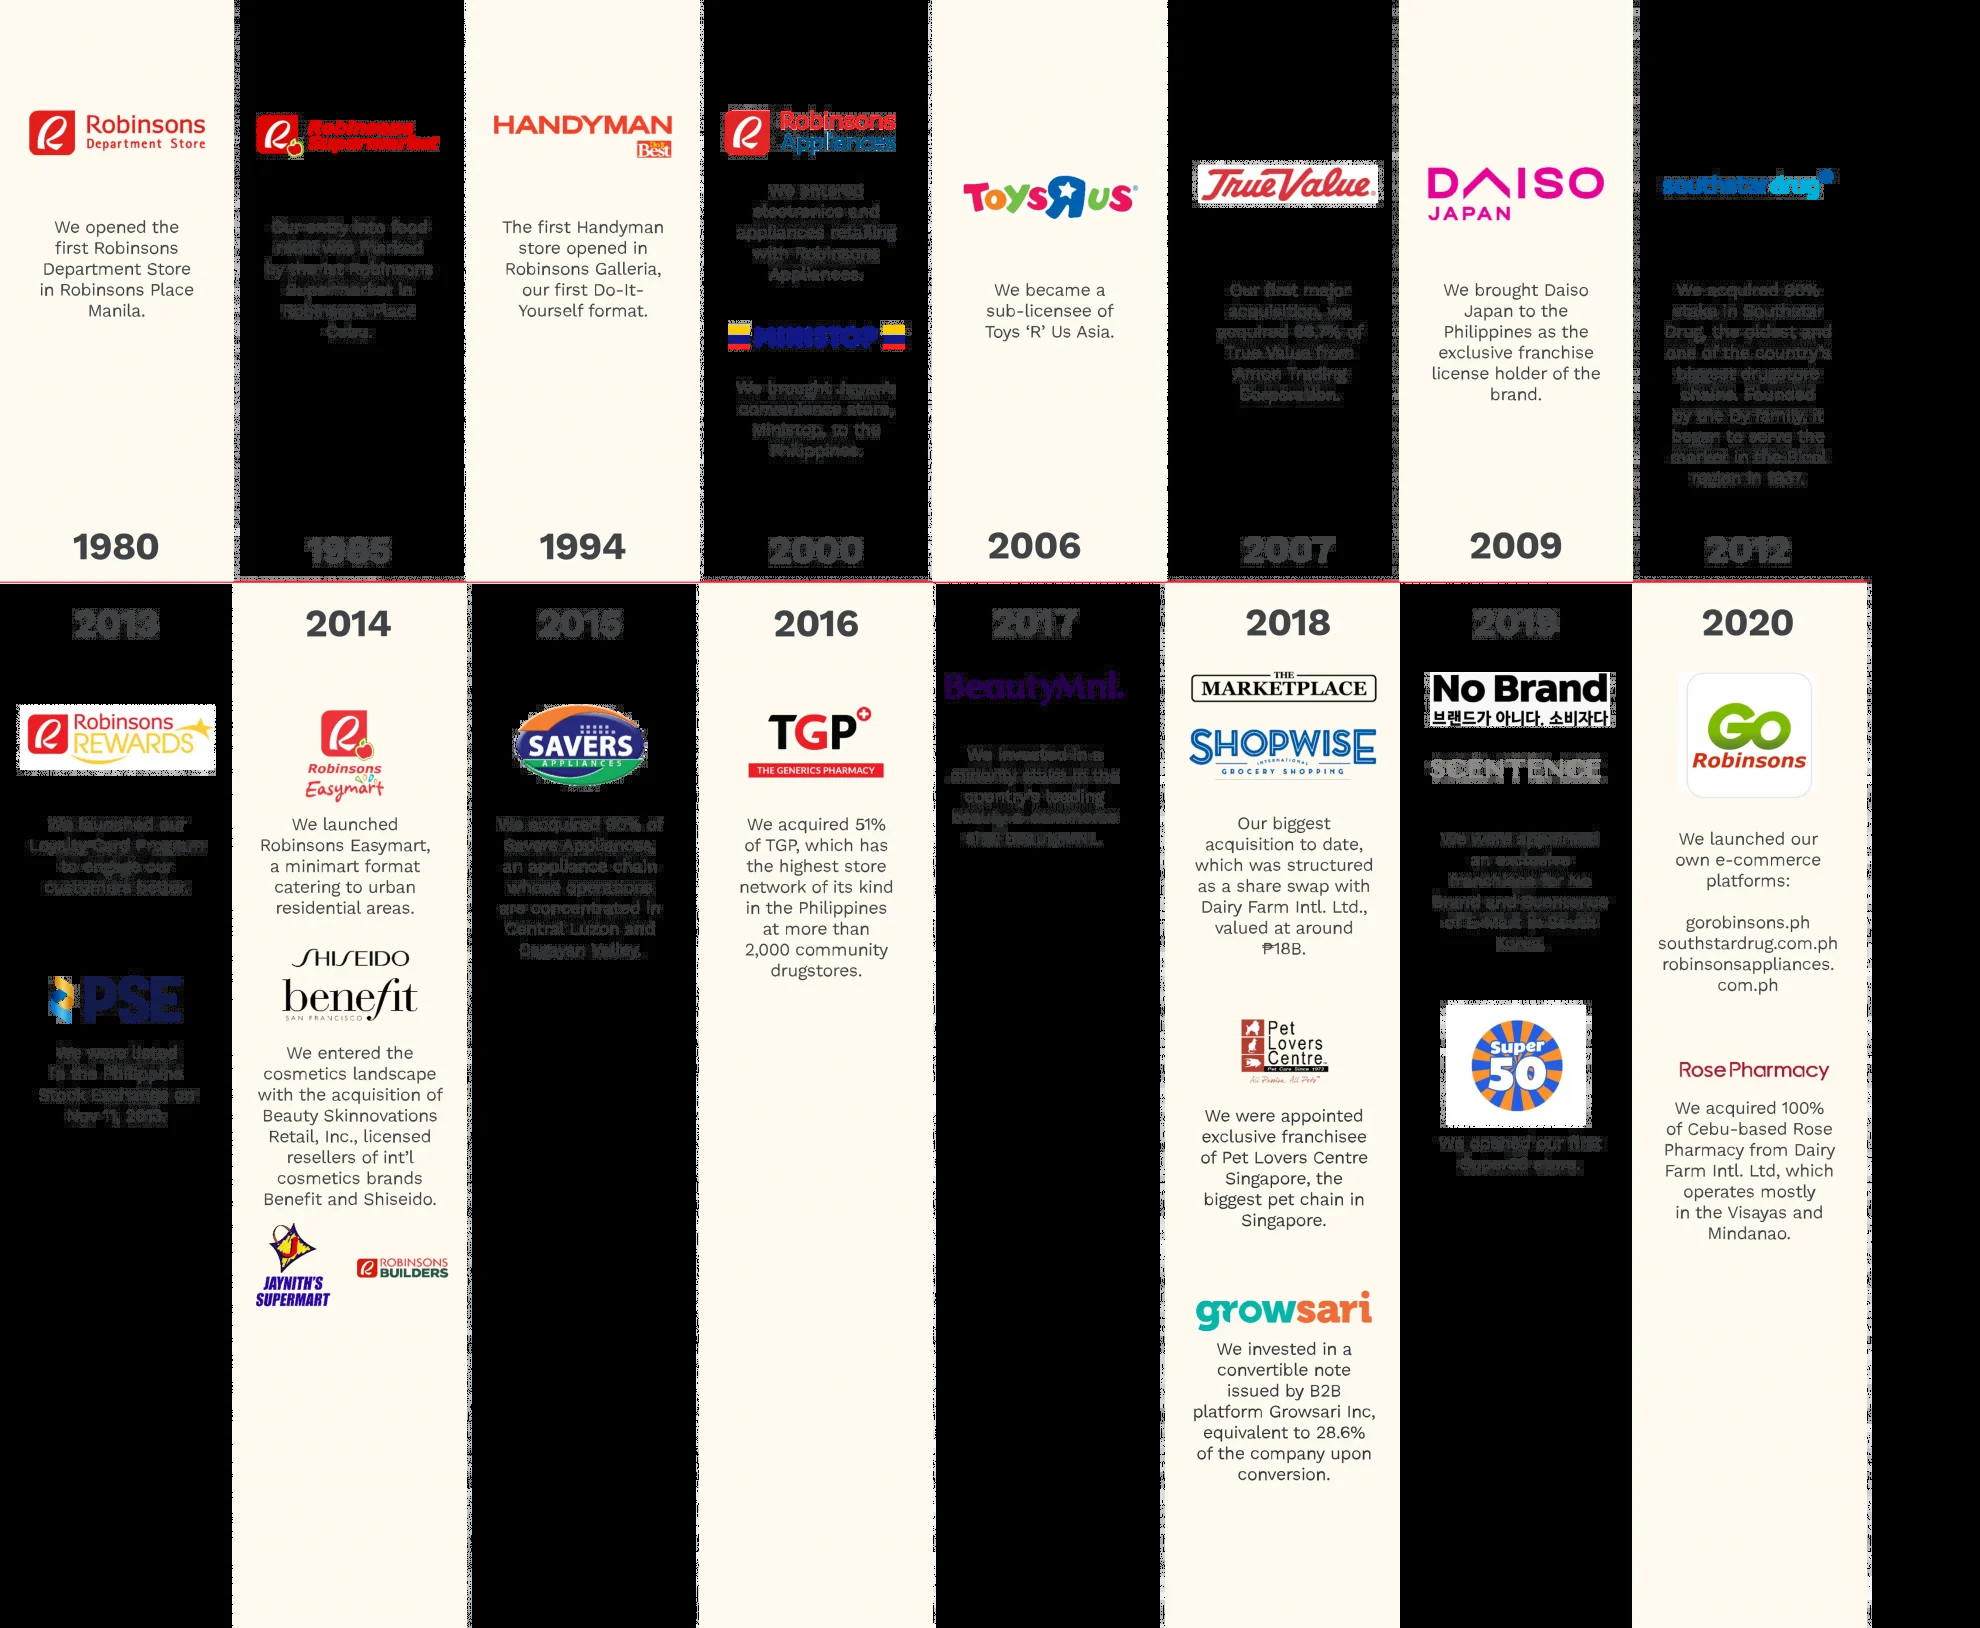 Robinsons
Department Store
We opened the
first Robinsons
Department Store
in Robinsons Place
Manila.
1980
Robinsons
Supermarket
Our entry into food
by the 1st Robinsons
Supermarket in
Cebu.
1985
HANDYMAN
Do it Best
The first Handyman
store opened in
Robinsons Galleria,
our first Do-It-
Yourself format.
1994
Robinsons
Appliances
We entered
electronics and
appliances retailing
with Robinsons
Appliances.
MINISTOP
We brought Japan's
convenience store,
Ministop, to the
Philippines.
2000
TOYS R US
We became a
sub-licensee of
Toys ‘R’ Us Asia.
2006
True Value
Our first major
acquisition, we
acquired 66.7% of
True Value from
Amon Trading
Corporation.
2007
DAISO
JAPAN
We brought Daiso
Japan to the
Philippines as the
exclusive franchise
license holder of the
brand.
2009
southstardrug
We acquired 90%
stake in Southstar
Drug, the oldest and
one of the country's
biggest drugstore
chains. Founded
by the Dy family, it
began to serve the
market in the Bicol
region in 1937.
2012
2013
Robinsons
REWARDS
We launched our
Loyalty Card Program
to engage our
customers better.
PSE
We were listed
in the Philippine
Stock Exchange on
Nov 11, 2013.
2014
Robinsons
Easymart
We launched
Robinsons Easymart,
a minimart format
catering to urban
residential areas.
SHISEIDO
benefit
SAN FRANCISCO
We entered the
cosmetics landscape
with the acquisition of
Beauty Skinnovations
Retail, Inc., licensed
resellers of int’l
cosmetics brands
Benefit and Shiseido.
JAYNITH'S
SUPERMART
ROBINSONS
BUILDERS
2015
SAVERS
APPLIANCES
We acquired 90% of
Savers Appliances,
an appliance chain
whose operations
are concentrated in
Central Luzon and
Cagayan Valley.
2016
TGP
THE GENERICS PHARMACY
We acquired 51%
of TGP, which has
the highest store
network of its kind
in the Philippines
at more than
2,000 community
drugstores.
2017
BeautyMnl.
We invested in a
minority stake in the
country's leading
2018
THE
MARKETPLACE
SHOPWISE
INTERNATIONAL
GROCERY SHOPPING
Our biggest
acquisition to date,
which was structured
as a share swap with
Dairy Farm Intl. Ltd.,
valued at around
₱18B.
Pet
Lovers
Centre
Pet Care Since 1973
All Passion. All Pets
We were appointed
exclusive franchisee
of Pet Lovers Centre
Singapore, the
biggest pet chain in
Singapore.
growsari
We invested in a
convertible note
issued by B2B
platform Growsari Inc,
equivalent to 28.6%
of the company upon
conversion.
2019
No Brand
브랜드가 아니다. 소비자다
SCENTENCE
We were appointed
an exclusive
franchisee for No
Brand and Scentence
of E-Mart in South
Korea.
Super
50
We opened our first
Super50 store.
2020
GO
Robinsons
We launched our
own e-commerce
platforms:
gorobinsons.ph
southstardrug.com.ph
robinsonsappliances.
com.ph
Rose Pharmacy
We acquired 100%
of Cebu-based Rose
Pharmacy from Dairy
Farm Intl. Ltd, which
operates mostly
in the Visayas and
Mindanao.